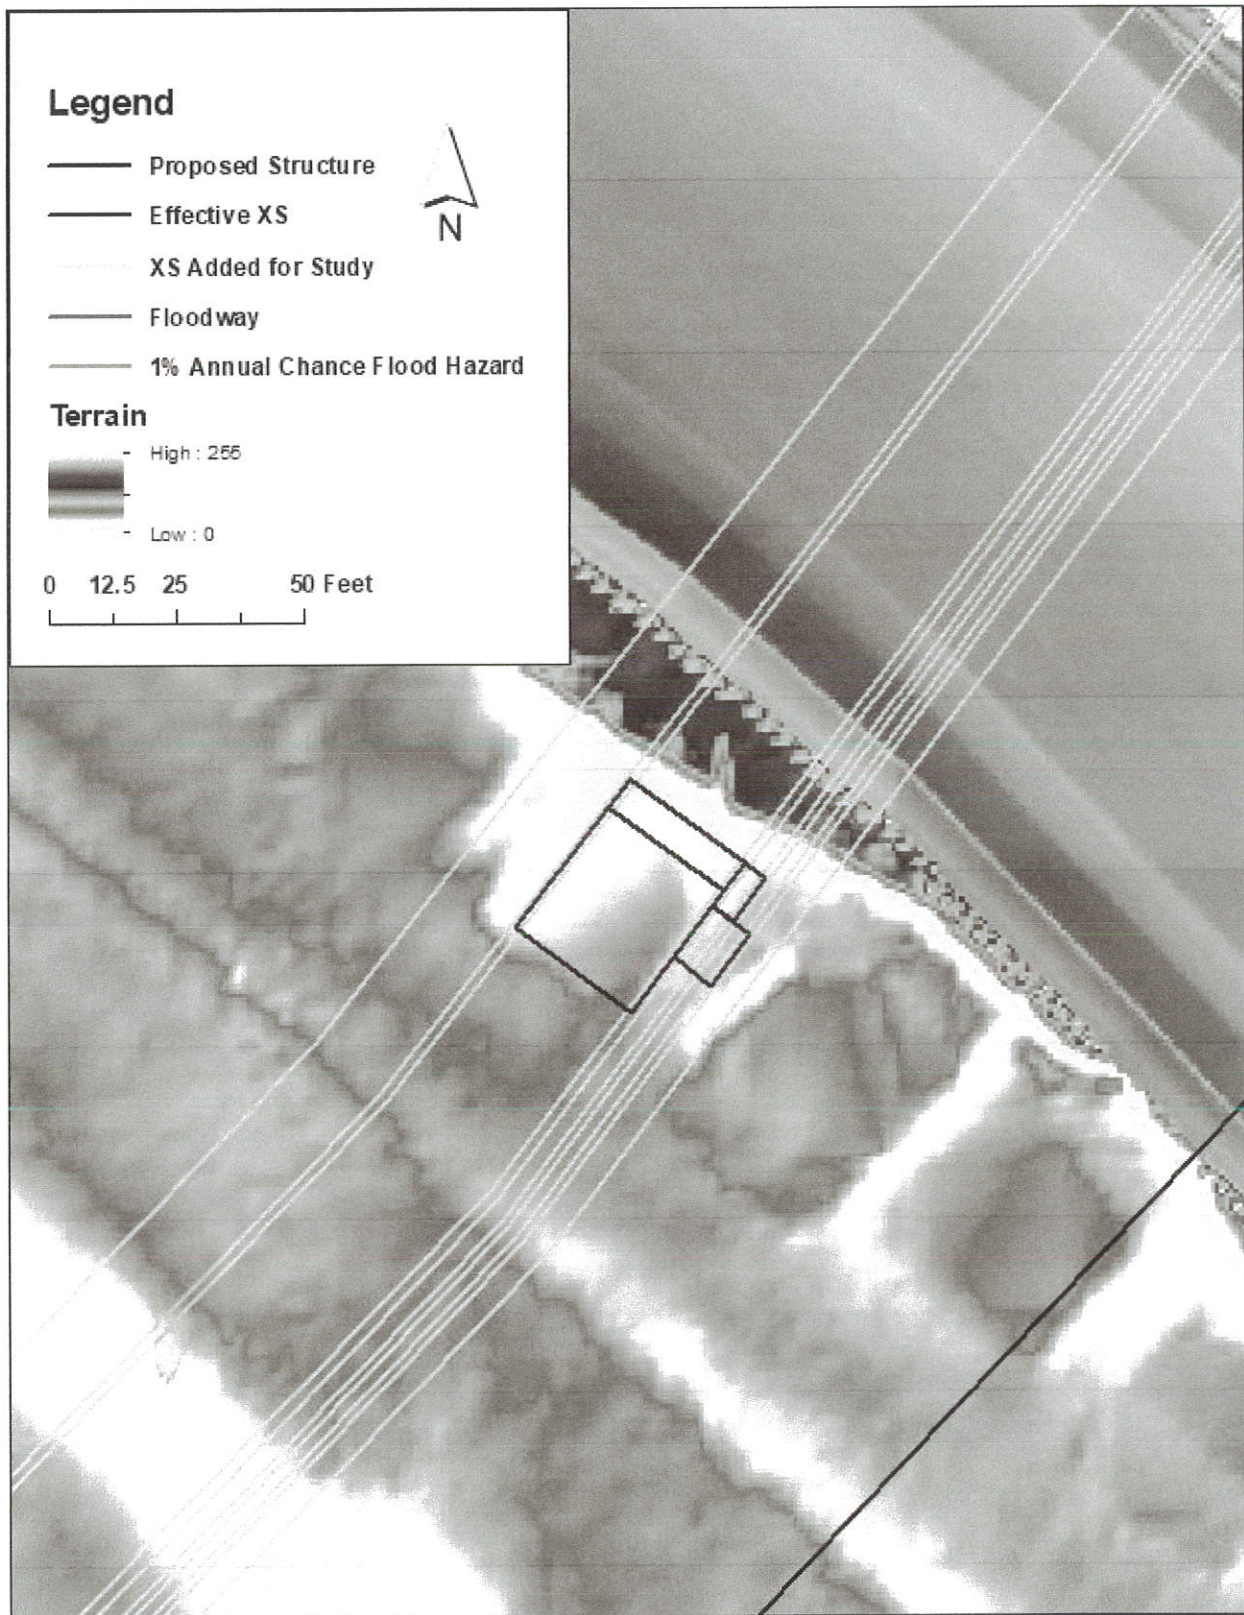 Legend
Proposed Structure
Effective XS
XS Added for Study
Floodway
1% Annual Chance Flood Hazard
N
Terrain
High : 255
Low : 0
0 12.5 25 50 Feet